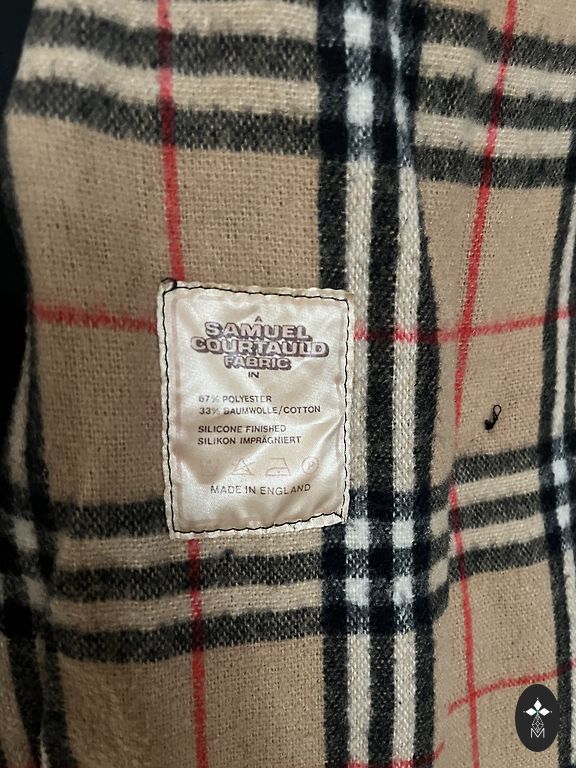 A
SAMUEL
COURTAULD
FABRIC
IN
67% POLYESTER
33% BAUMWOLLE/COTTON
SILICONE FINISHED
SILIKON IMPRÄGNIERT
P
MADE IN ENGLAND
M